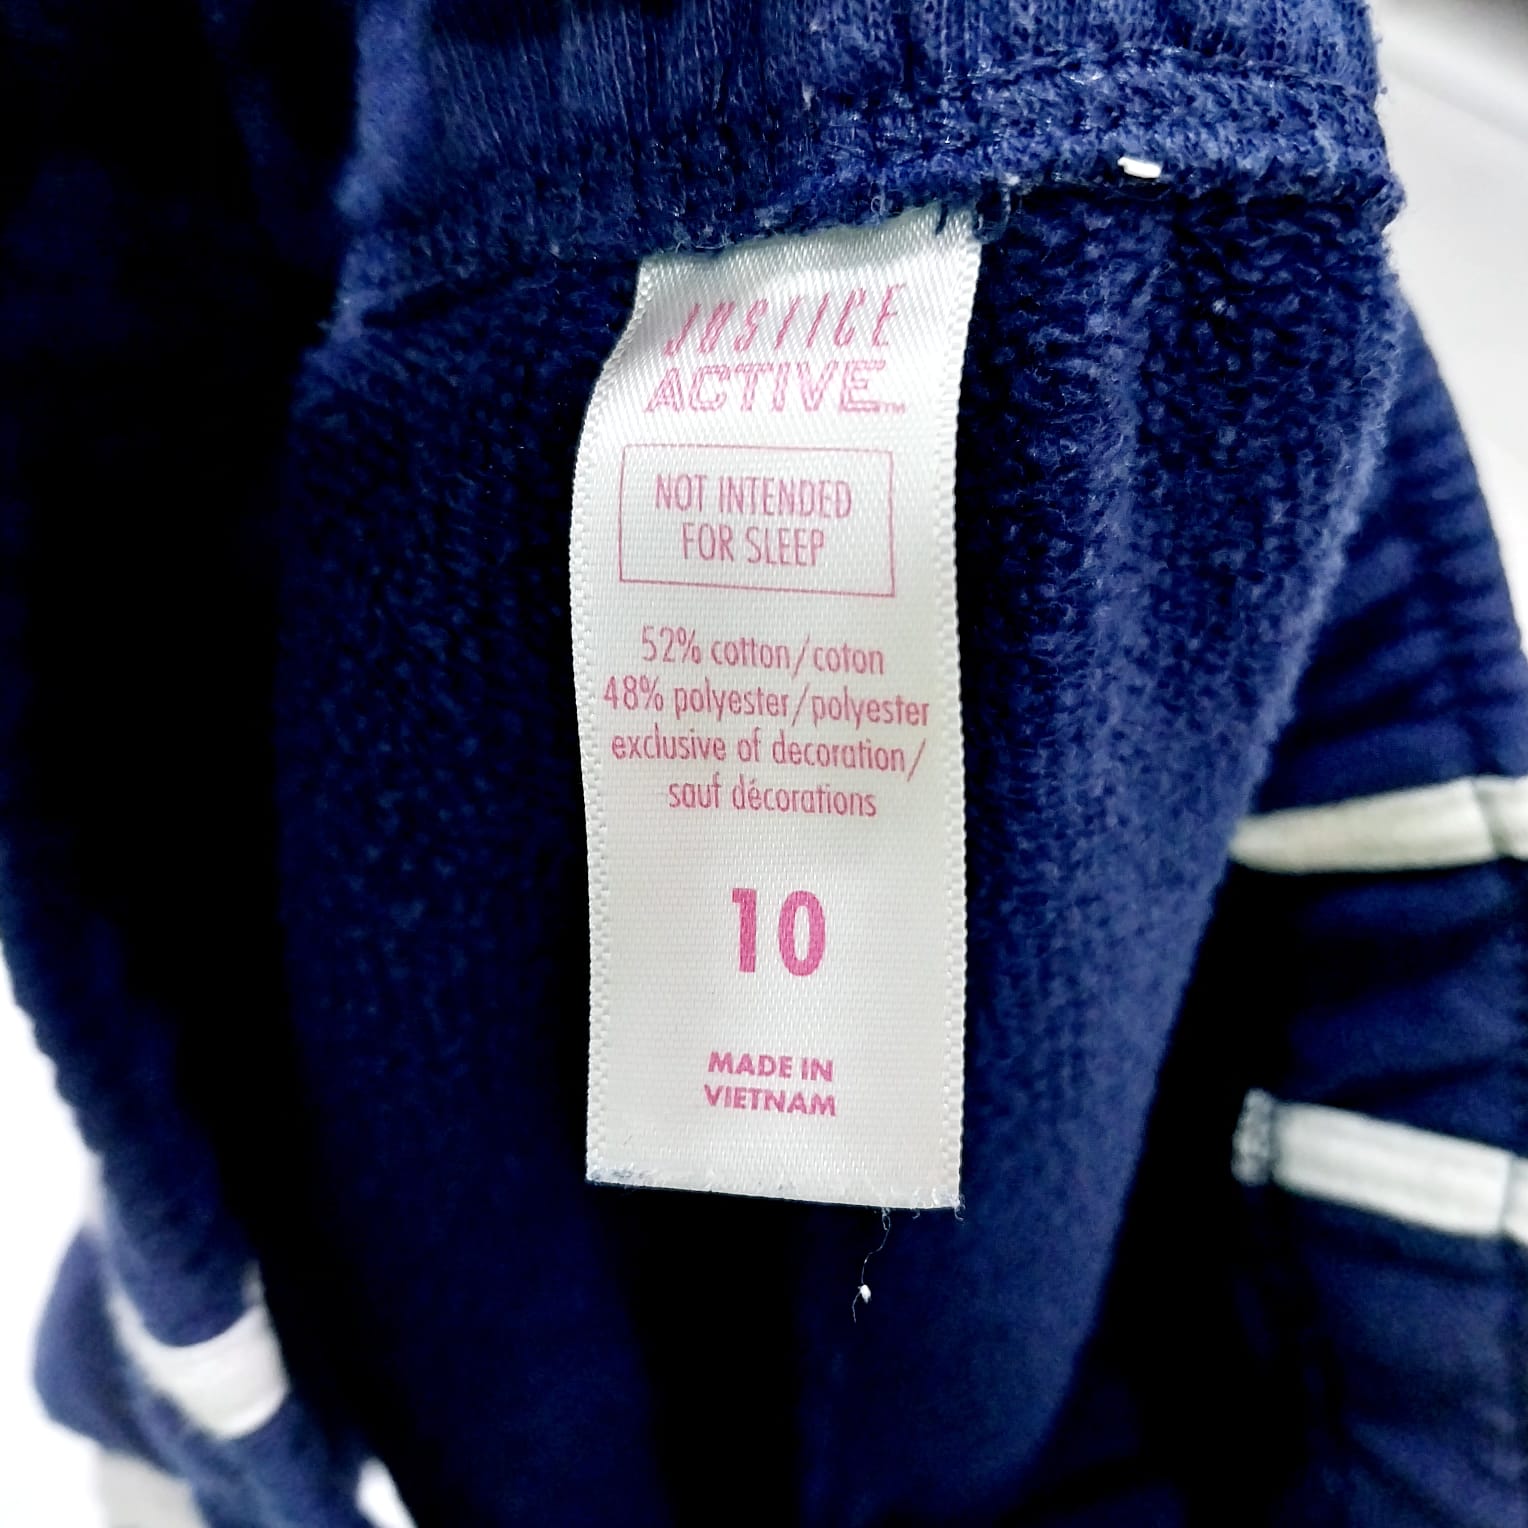 JUSTICE
ACTIVE™
NOT INTENDED
FOR SLEEP
52% cotton/coton
48% polyester/polyester
exclusive of decoration/
sauf décorations
10
MADE IN
VIETNAM